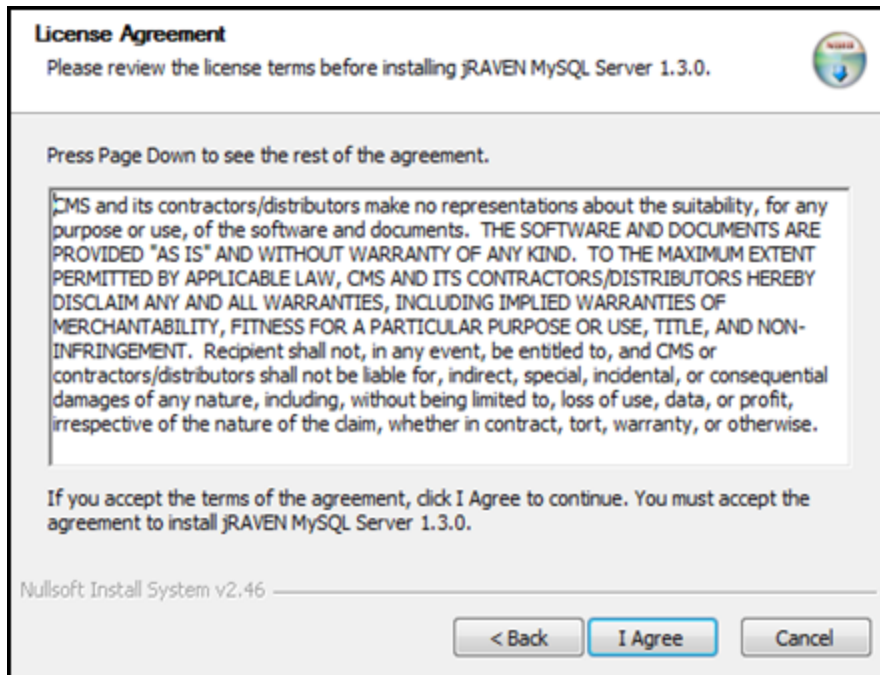 License Agreement
Please review the license terms before installing jRAVEN MySQL Server 1.3.0.
Press Page Down to see the rest of the agreement.
CMS and its contractors/distributors make no representations about the suitability, for any
purpose or use, of the software and documents.  THE SOFTWARE AND DOCUMENTS ARE
PROVIDED "AS IS" AND WITHOUT WARRANTY OF ANY KIND.  TO THE MAXIMUM EXTENT
PERMITTED BY APPLICABLE LAW, CMS AND ITS CONTRACTORS/DISTRIBUTORS HEREBY
DISCLAIM ANY AND ALL WARRANTIES, INCLUDING IMPLIED WARRANTIES OF
MERCHANTABILITY, FITNESS FOR A PARTICULAR PURPOSE OR USE, TITLE, AND NON-
INFRINGEMENT.  Recipient shall not, in any event, be entitled to, and CMS or
contractors/distributors shall not be liable for, indirect, special, incidental, or consequential
damages of any nature, including, without being limited to, loss of use, data, or profit,
irrespective of the nature of the claim, whether in contract, tort, warranty, or otherwise.
If you accept the terms of the agreement, click I Agree to continue. You must accept the
agreement to install jRAVEN MySQL Server 1.3.0.
Nullsoft Install System v2.46
< Back
I Agree
Cancel